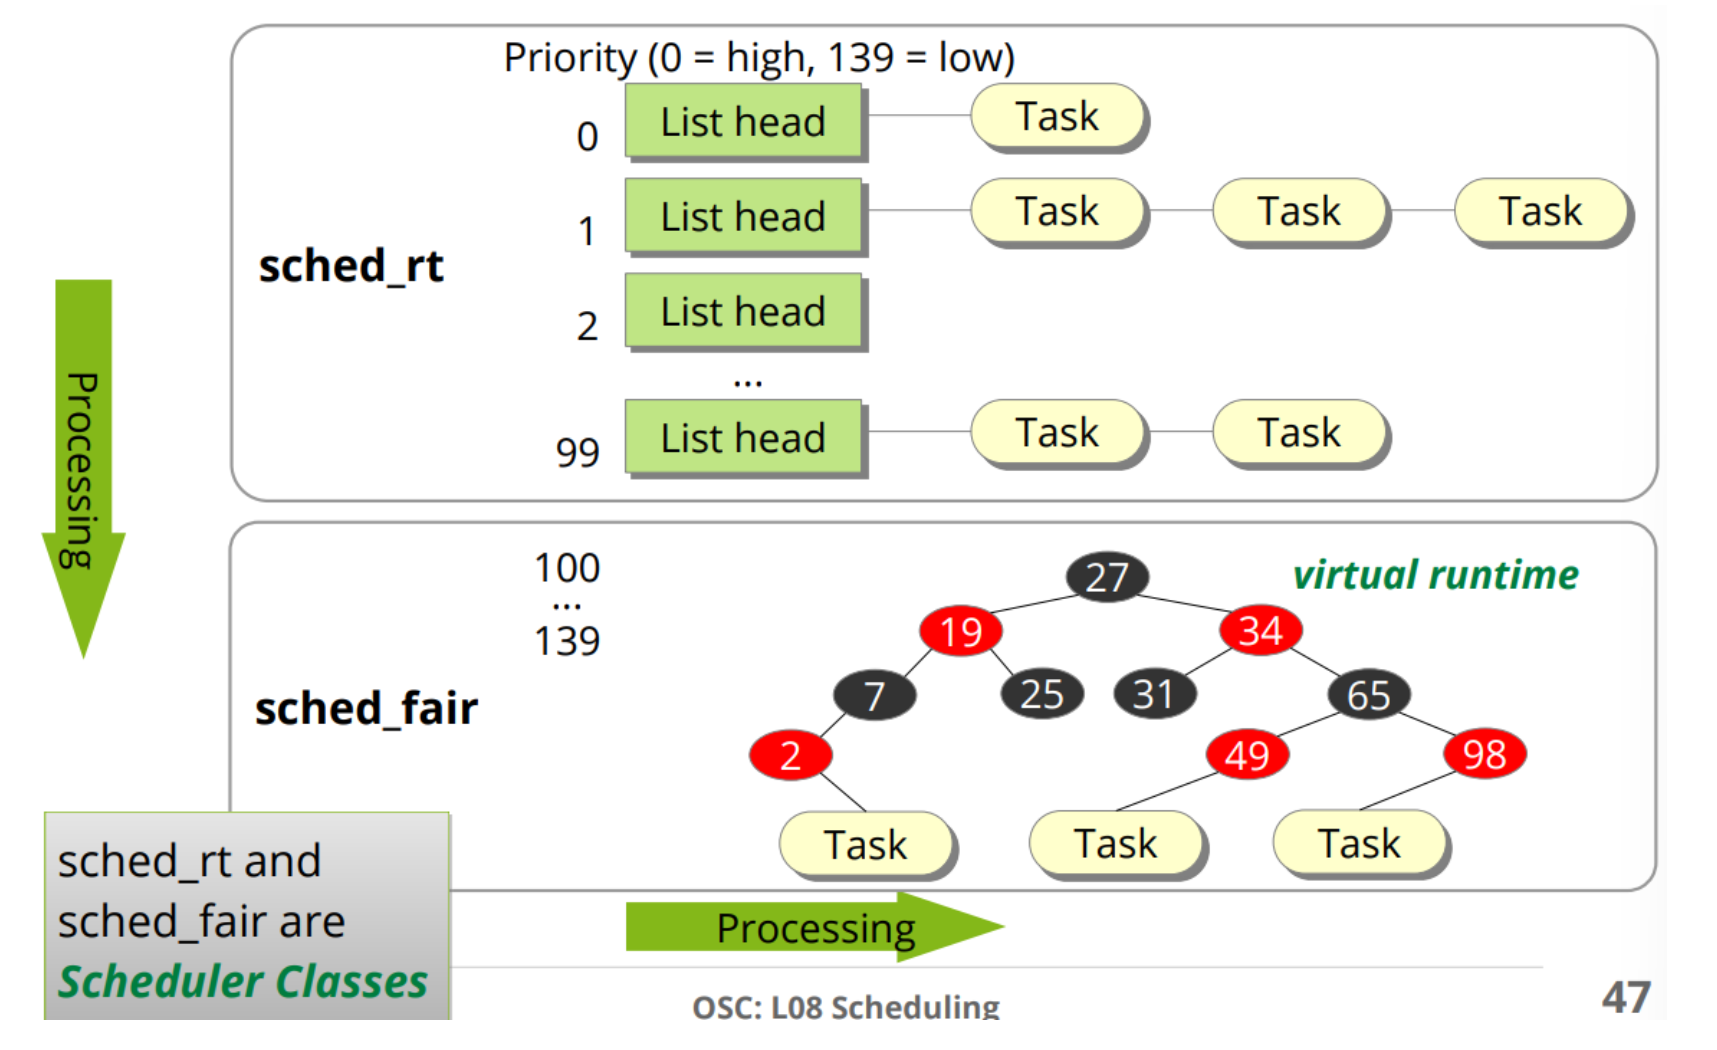 Priority (0 = high, 139 = low)
0 List head Task
1 List head Task Task Task
sched_rt
2 List head
...
99 List head Task Task
Processing
100
...
139
sched_fair
virtual runtime
27
19 34
7 25 31 65
2 49 98
Task Task Task
sched_rt and
sched_fair are
Scheduler Classes
Processing
OSC: L08 Scheduling
47